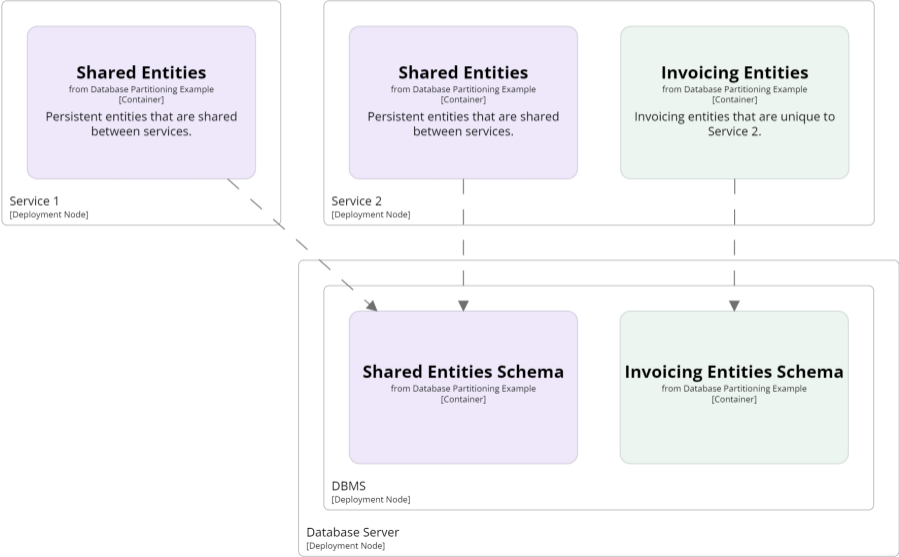 Shared Entities
from Database Partitioning Example
[Container]
Persistent entities that are shared
between services.
Service 1
[Deployment Node]
Shared Entities
from Database Partitioning Example
[Container]
Persistent entities that are shared
between services.
Invoicing Entities
from Database Partitioning Example
[Container]
Invoicing entities that are unique to
Service 2.
Service 2
[Deployment Node]
Shared Entities Schema
from Database Partitioning Example
[Container]
Invoicing Entities Schema
from Database Partitioning Example
[Container]
DBMS
[Deployment Node]
Database Server
[Deployment Node]